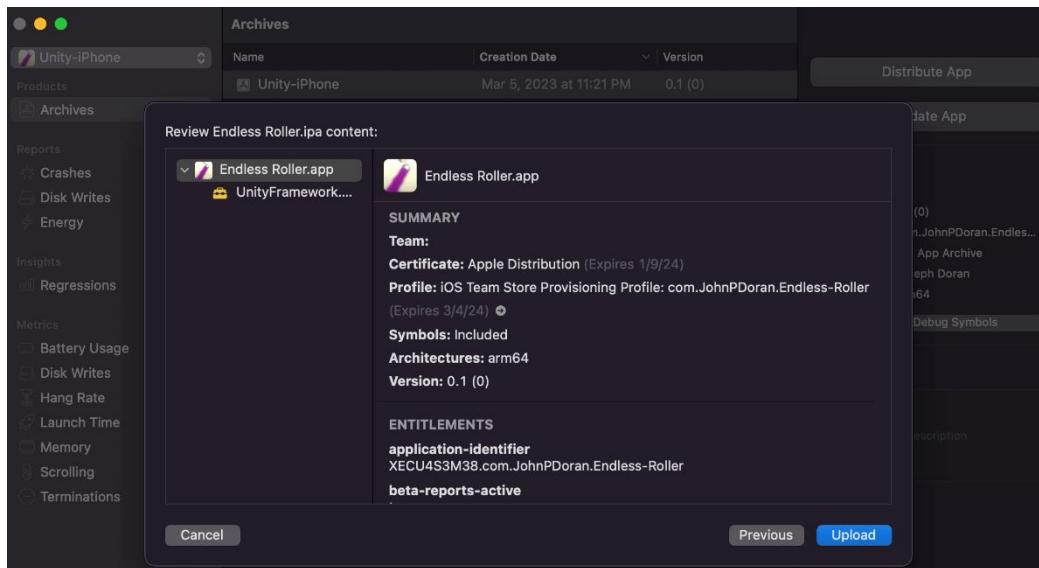 Archives
Unity-iPhone
Name Creation Date Version
Products
Unity-iPhone Mar 5, 2023 at 11:21 PM 0.1 (0)
Distribute App
Archives
date App
Review Endless Roller.ipa content:
Reports
Crashes
Disk Writes
Energy
Insights
Regressions
Metrics
Battery Usage
Disk Writes
Hang Rate
Launch Time
Memory
Scrolling
Terminations
Endless Roller.app
UnityFramework....
Endless Roller.app
SUMMARY
Team:
Certificate: Apple Distribution (Expires 1/9/24)
Profile: iOS Team Store Provisioning Profile: com.JohnPDoran.Endless-Roller
(Expires 3/4/24)
Symbols: Included
Architectures: arm64
Version: 0.1 (0)
ENTITLEMENTS
application-identifier
XECU4S3M38.com.JohnPDoran.Endless-Roller
beta-reports-active
Cancel Previous Upload
(0)
n.JohnPDoran.Endles...
App Archive
eph Doran
64
Debug Symbols
escription